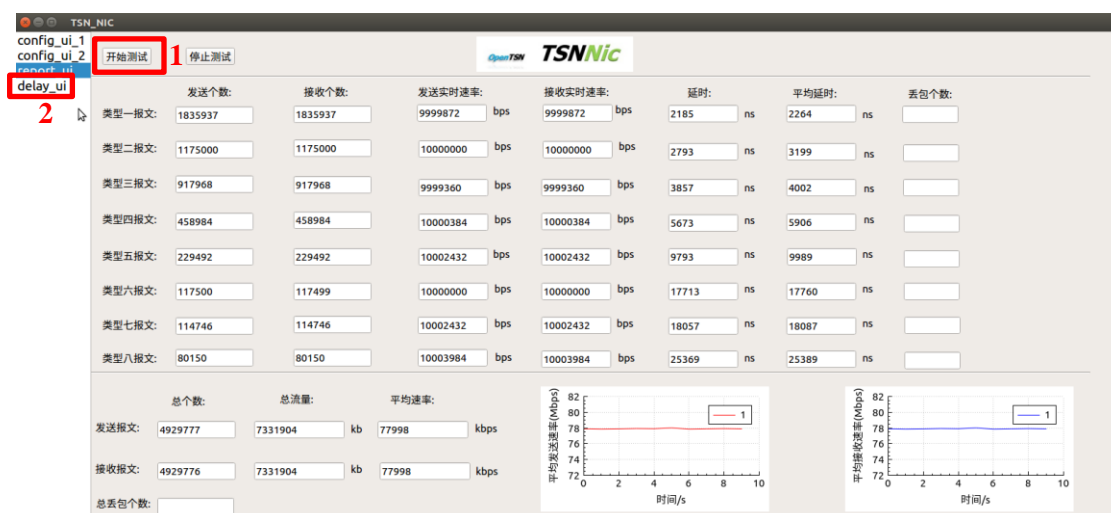 TSN_NIC
config_ui_1
config_ui_2
report_ui
delay_ui
2
开始测试
1
停止测试
OpenTSN
TSNNic
发送个数: 接收个数: 发送实时速率: 接收实时速率: 延时: 平均延时: 丢包个数:
类型一报文: 1835937 1835937 9999872 bps 9999872 bps 2185 ns 2264 ns
类型二报文: 1175000 1175000 10000000 bps 10000000 bps 2793 ns 3199 ns
类型三报文: 917968 917968 9999360 bps 9999360 bps 3857 ns 4002 ns
类型四报文: 458984 458984 10000384 bps 10000384 bps 5673 ns 5906 ns
类型五报文: 229492 229492 10002432 bps 10002432 bps 9793 ns 9989 ns
类型六报文: 117500 117499 10000000 bps 10000000 bps 17713 ns 17760 ns
类型七报文: 114746 114746 10002432 bps 10002432 bps 18057 ns 18087 ns
类型八报文: 80150 80150 10003984 bps 10003984 bps 25369 ns 25389 ns
总个数: 总流量: 平均速率:
发送报文: 4929777 7331904 kb 77998 kbps
接收报文: 4929776 7331904 kb 77998 kbps
总丢包个数:
平均发送速率(Mbps)
82
80
78
76
74
72
0 2 4 6 8 10
时间/s
1
平均接收速率(Mbps)
82
80
78
76
74
72
0 2 4 6 8 10
时间/s
1